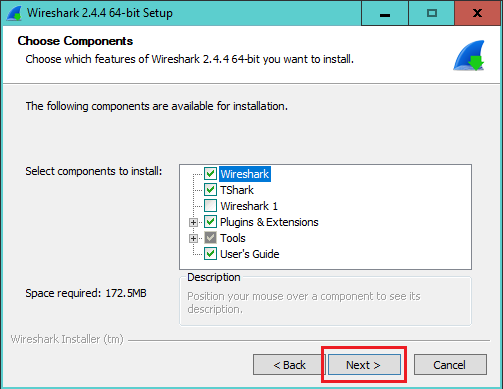 Wireshark 2.4.4 64-bit Setup
Choose Components
Choose which features of Wireshark 2.4.4 64-bit you want to install.
The following components are available for installation.
Select components to install:
Wireshark
TShark
Wireshark 1
Plugins & Extensions
Tools
User's Guide
Space required: 172.5MB
Description
Position your mouse over a component to see its
description.
Wireshark Installer (tm)
< Back
Next >
Cancel